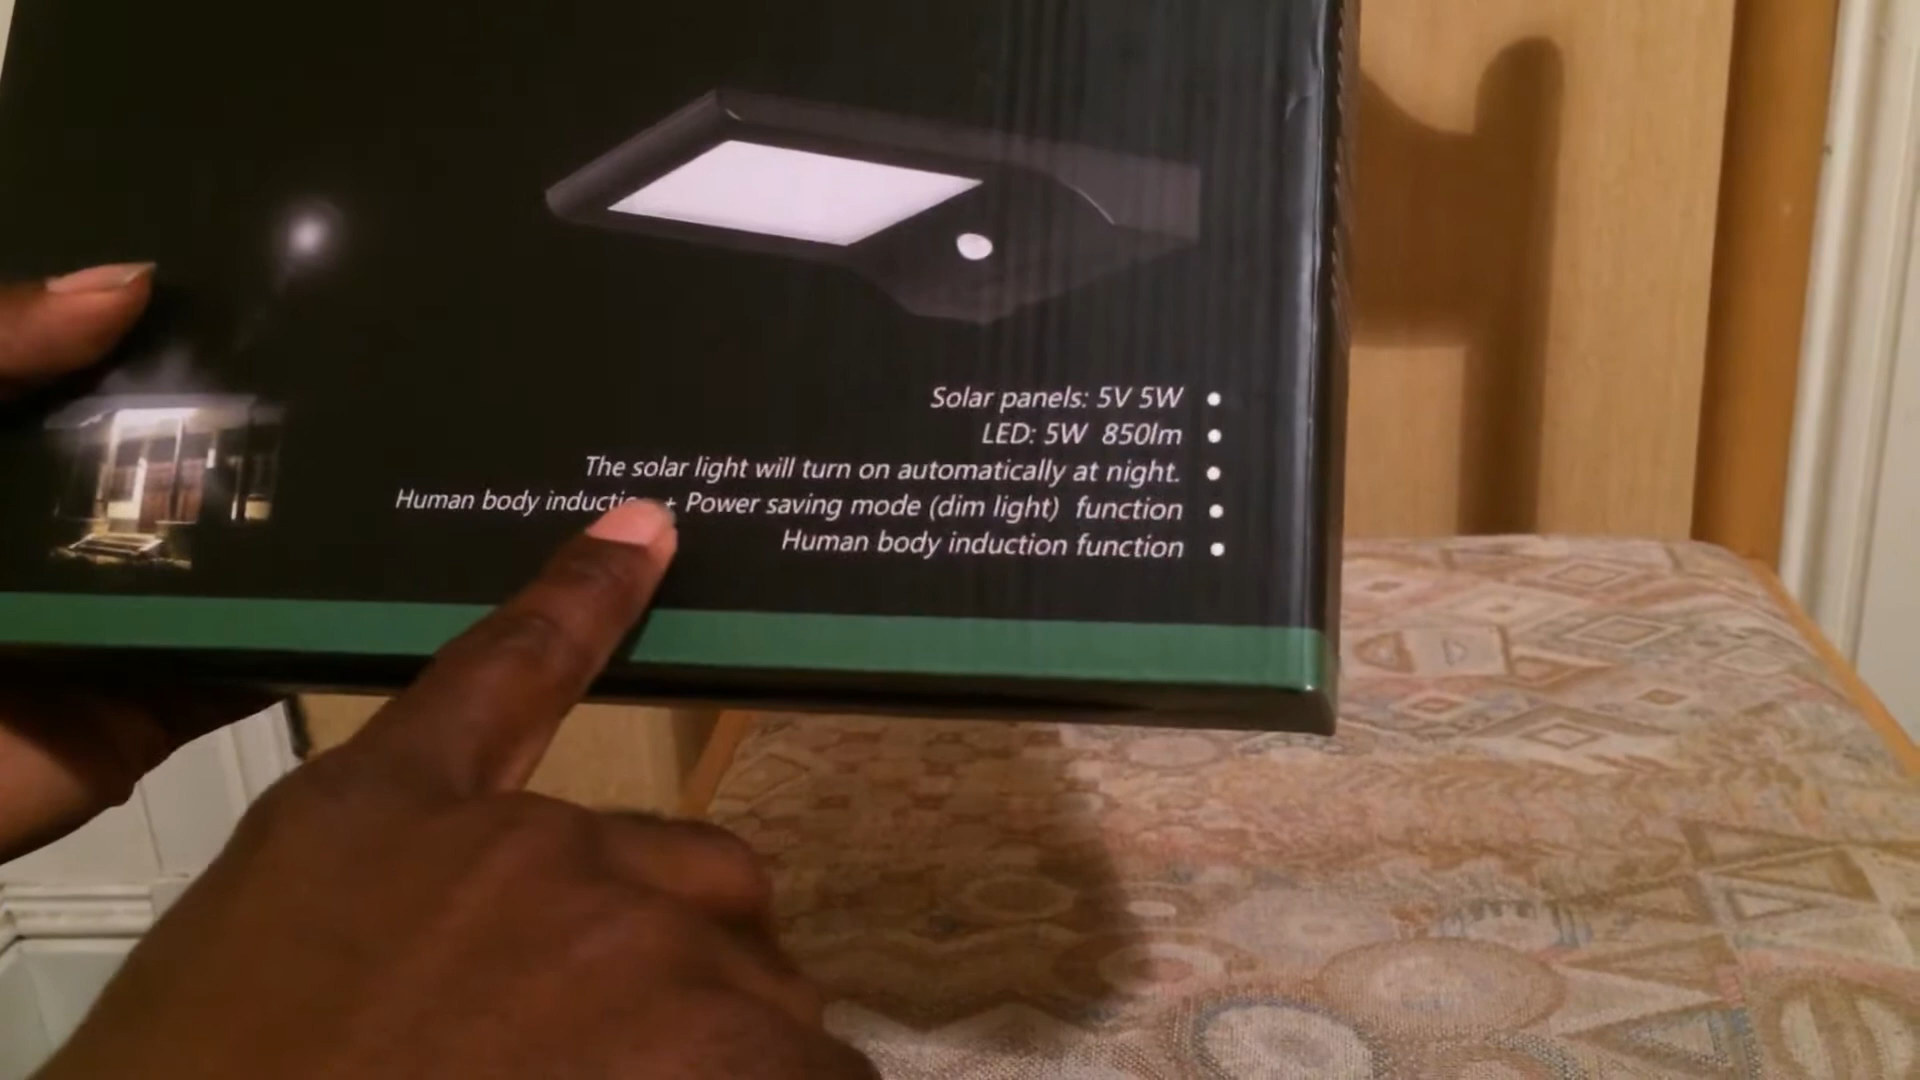 Solar panels: 5V 5W •
LED: 5W 850lm •
The solar light will turn on automatically at night. •
Human body + Power saving mode (dim light) function •
Human body induction function •